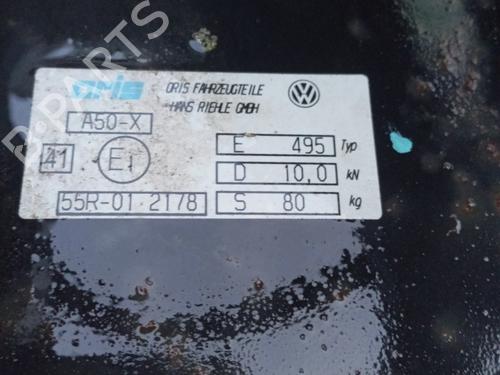 ORIS
ORIS FAHRZEUGTEILE
HANS RIEHLE GMBH
A50-X
41 E1
E 495 Typ
D 10,0 kN
55R-01 2178
S 80 kg
B-PARTS